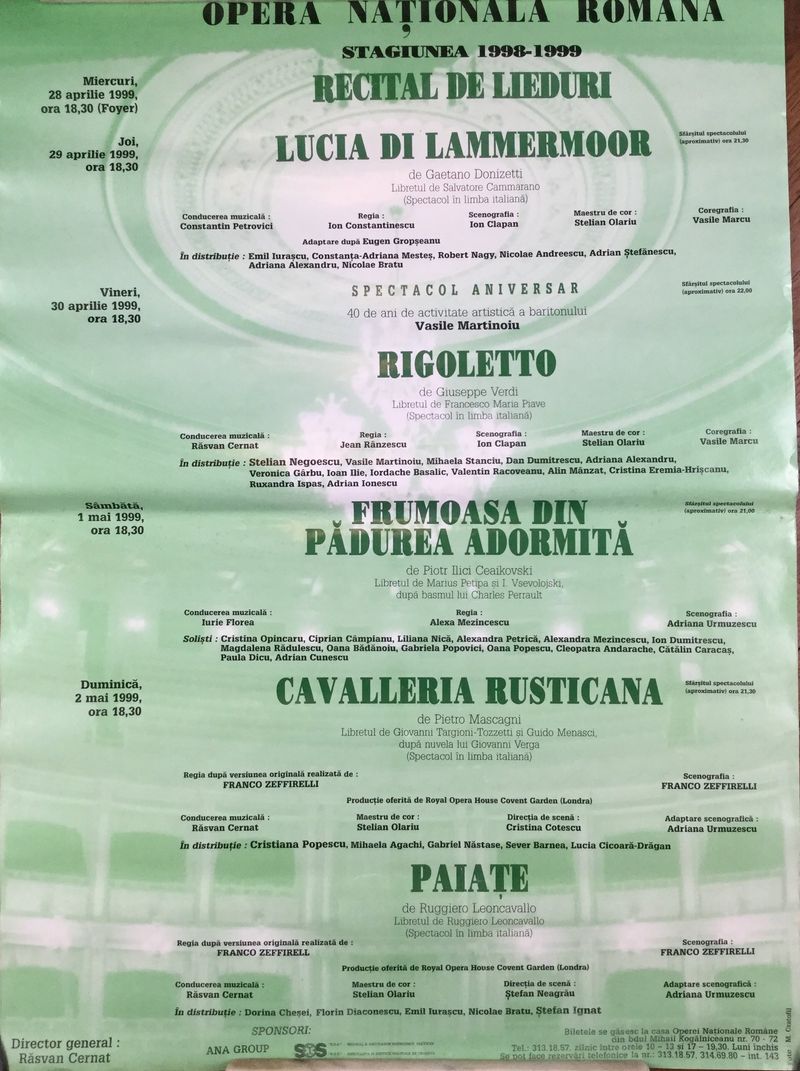 OPERA NAȚIONALĂ ROMÂNĂ
STAGIUNEA 1998-1999
Miercuri,
28 aprilie 1999,
ora 18,30 (Foyer)
RECITAL DE LIEDURI
Joi,
29 aprilie 1999,
ora 18,30
LUCIA DI LAMMERMOOR
Sfârșitul spectacolului
(aproximativ) ora 21,30
de Gaetano Donizetti
Libretul de Salvatore Cammarano
(Spectacol în limba italiană)
Conducerea muzicală : Regia : Scenografia : Maestru de cor : Coregrafia :
Constantin Petrovici Ion Constantinescu Ion Clapan Stelian Olariu Vasile Marcu
Adaptare după Eugen Gropșeanu
În distribuție : Emil Iurașcu, Constanța-Adriana Mesteș, Robert Nagy, Nicolae Andreescu, Adrian Ștefănescu,
Adriana Alexandru, Nicolae Bratu
Vineri,
30 aprilie 1999,
ora 18,30
SPECTACOL ANIVERSAR
Sfârșitul spectacolului
(aproximativ) ora 22,00
40 de ani de activitate artistică a baritonului
Vasile Martinoiu
RIGOLETTO
de Giuseppe Verdi
Libretul de Francesco Maria Piave
(Spectacol în limba italiană)
Conducerea muzicală : Regia : Scenografia : Maestru de cor : Coregrafia :
Răsvan Cernat Jean Rânzescu Ion Clapan Stelian Olariu Vasile Marcu
În distribuție : Stelian Negoescu, Vasile Martinoiu, Mihaela Stanciu, Dan Dumitrescu, Adriana Alexandru,
Veronica Gârbu, Ioan Ilie, Iordache Basalic, Valentin Racoveanu, Alin Mânzat, Cristina Eremia-Hrișcanu,
Ruxandra Ispas, Adrian Ionescu
Sâmbătă,
1 mai 1999,
ora 18,30
FRUMOASA DIN
PĂDUREA ADORMITĂ
Sfârșitul spectacolului
(aproximativ) ora 21,00
de Piotr Ilici Ceaikovski
Libretul de Marius Petipa si I. Vsevolojski,
după basmul lui Charles Perrault
Conducerea muzicală : Regia : Scenografia :
Iurie Florea Alexa Mezincescu Adriana Urmuzescu
Soliști : Cristina Opincaru, Ciprian Câmpianu, Liliana Nică, Alexandra Petrică, Alexandra Mezincescu, Ion Dumitrescu,
Magdalena Rădulescu, Oana Bădănoiu, Gabriela Popovici, Oana Popescu, Cleopatra Andarache, Cătălin Caracaș,
Paula Dicu, Adrian Cunescu
Duminică,
2 mai 1999,
ora 18,30
CAVALLERIA RUSTICANA
Sfârșitul spectacolului
(aproximativ) ora 21,30
de Pietro Mascagni
Libretul de Giovanni Targioni-Tozzetti și Guido Menasci,
după nuvela lui Giovanni Verga
(Spectacol în limba italiană)
Regia după versiunea originală realizată de : Scenografia :
FRANCO ZEFFIRELLI FRANCO ZEFFIRELLI
Producție oferită de Royal Opera House Covent Garden (Londra)
Conducerea muzicală : Maestru de cor : Direcția de scenă : Adaptare scenografică :
Răsvan Cernat Stelian Olariu Cristina Cotescu Adriana Urmuzescu
În distribuție : Cristiana Popescu, Mihaela Agachi, Gabriel Năstase, Sever Barnea, Lucia Cicoară-Drăgan
PAIAȚE
de Ruggiero Leoncavallo
Libretul de Ruggiero Leoncavallo
(Spectacol în limba italiană)
Regia după versiunea originală realizată de : Scenografia :
FRANCO ZEFFIRELL FRANCO ZEFFIRELLI
Producție oferită de Royal Opera House Covent Garden (Londra)
Conducerea muzicală : Maestru de cor : Direcția de scenă : Adaptare scenografică :
Răsvan Cernat Stelian Olariu Ștefan Neagrău Adriana Urmuzescu
În distribuție : Dorina Cheșei, Florin Diaconescu, Emil Iurașcu, Nicolae Bratu, Ștefan Ignat
Director general :
Răsvan Cernat
SPONSORI:
ANA GROUP
Biletele se găsesc la casa Operei Naționale Române
din bdul Mihail Kogălniceanu nr. 70 - 72
Tel.: 313.18.57. zilnic între orele 10 - 13 și 17 - 19,30. Luni închis
Se pot face rezervări telefonice la nr.: 313.18.57, 314.69.80 - int. 143